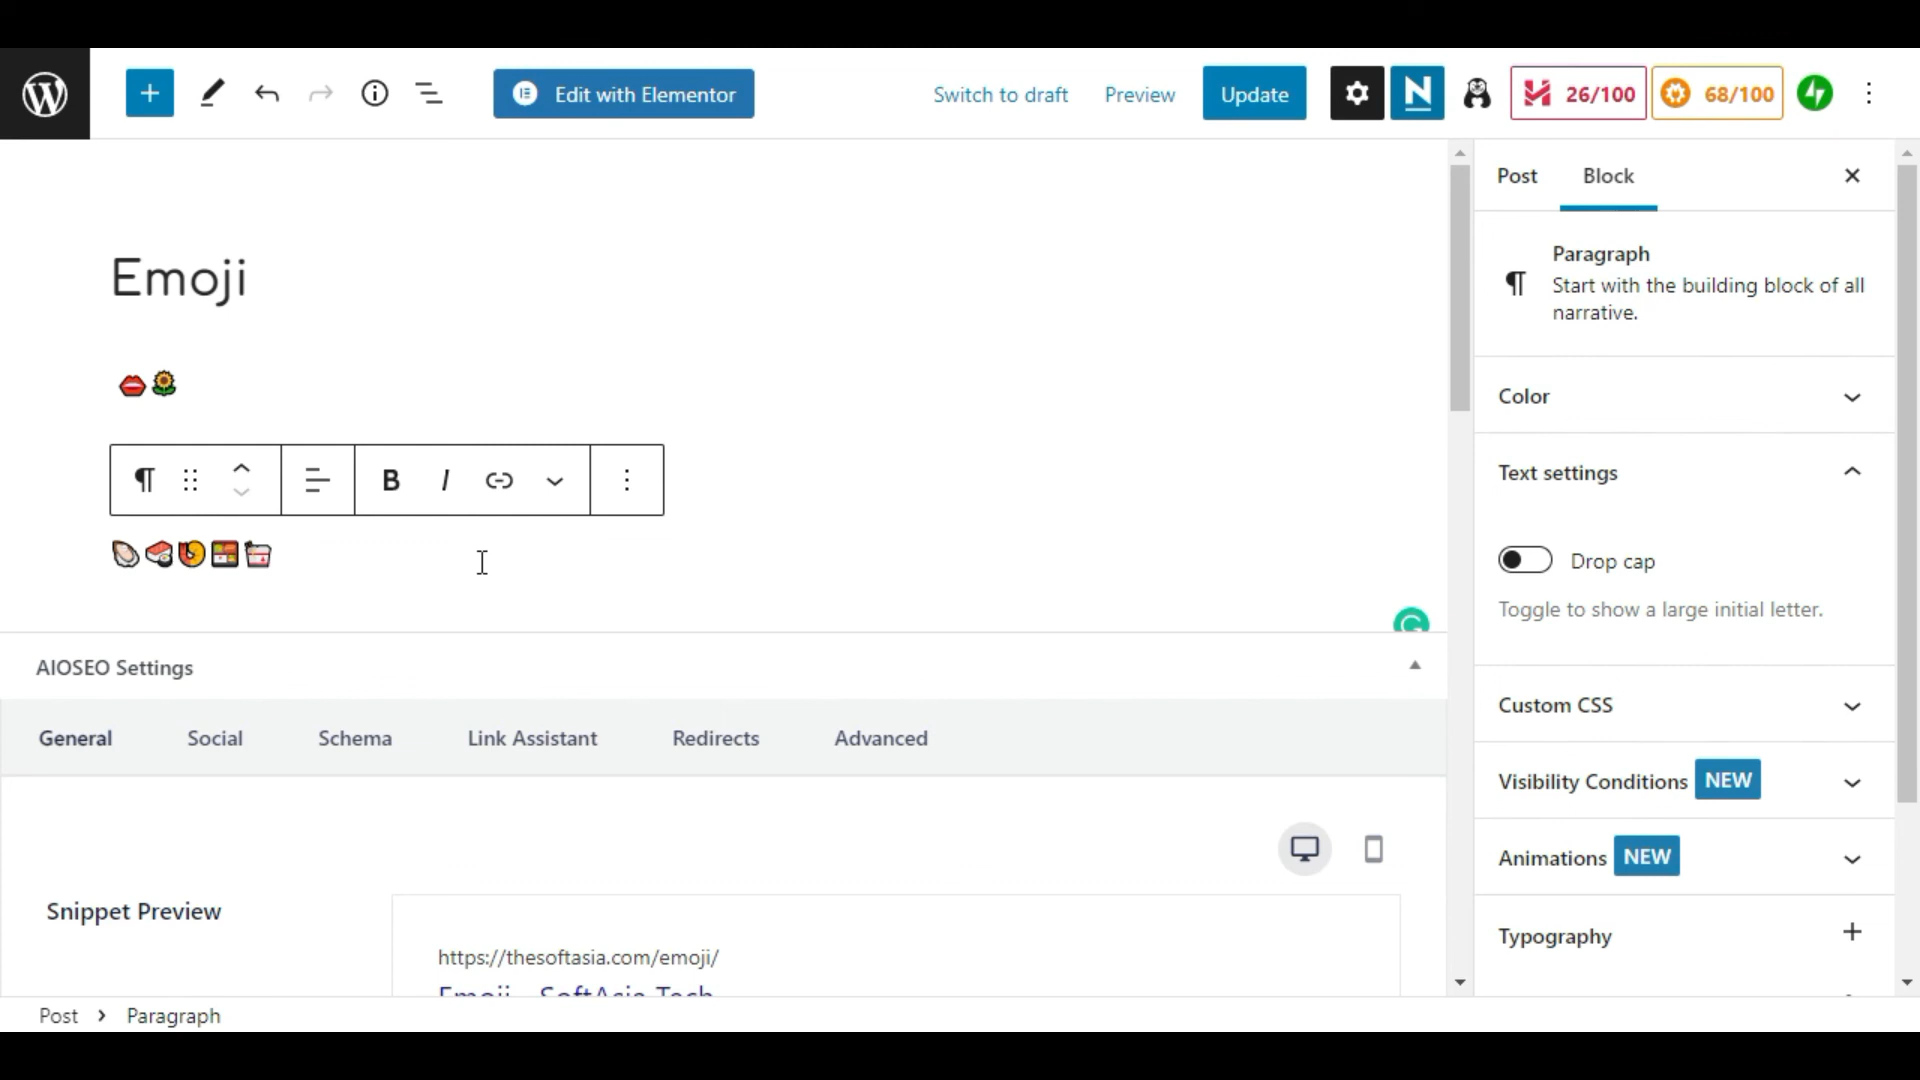 Edit with Elementor
Switch to draft
Preview
Update
26/100
68/100
Post
Block
Emoji
👄🌻
Paragraph
Start with the building block of all
narrative.
Color
Text settings
B I
🦪🍣🍤🍱🥡
Drop cap
Toggle to show a large initial letter.
AIOSEO Settings
General
Social
Schema
Link Assistant
Redirects
Advanced
Custom CSS
Visibility Conditions NEW
Animations NEW
Typography
Snippet Preview
https://thesoftasia.com/emoji/
Emoji - SoftAsia Tech
Post > Paragraph